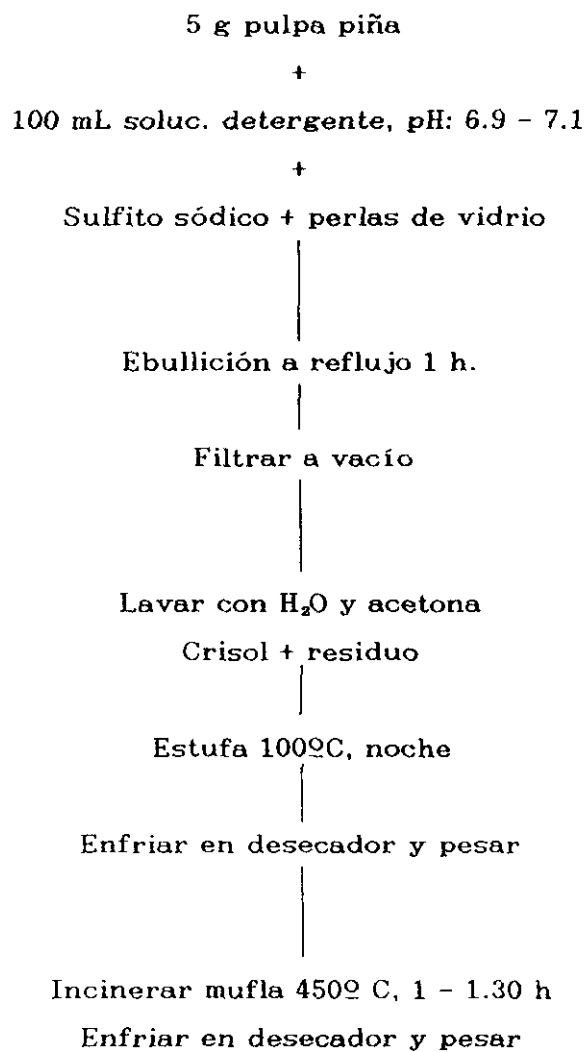 5 g pulpa piña
+
100 mL soluc. detergente, pH: 6.9 - 7.1
+
Sulfito sódico + perlas de vidrio
Ebullición a reflujo 1 h.
Filtrar a vacío
Lavar con H₂O y acetona
Crisol + residuo
Estufa 100ºC, noche
Enfriar en desecador y pesar
Incinerar mufla 450º C, 1 - 1.30 h
Enfriar en desecador y pesar